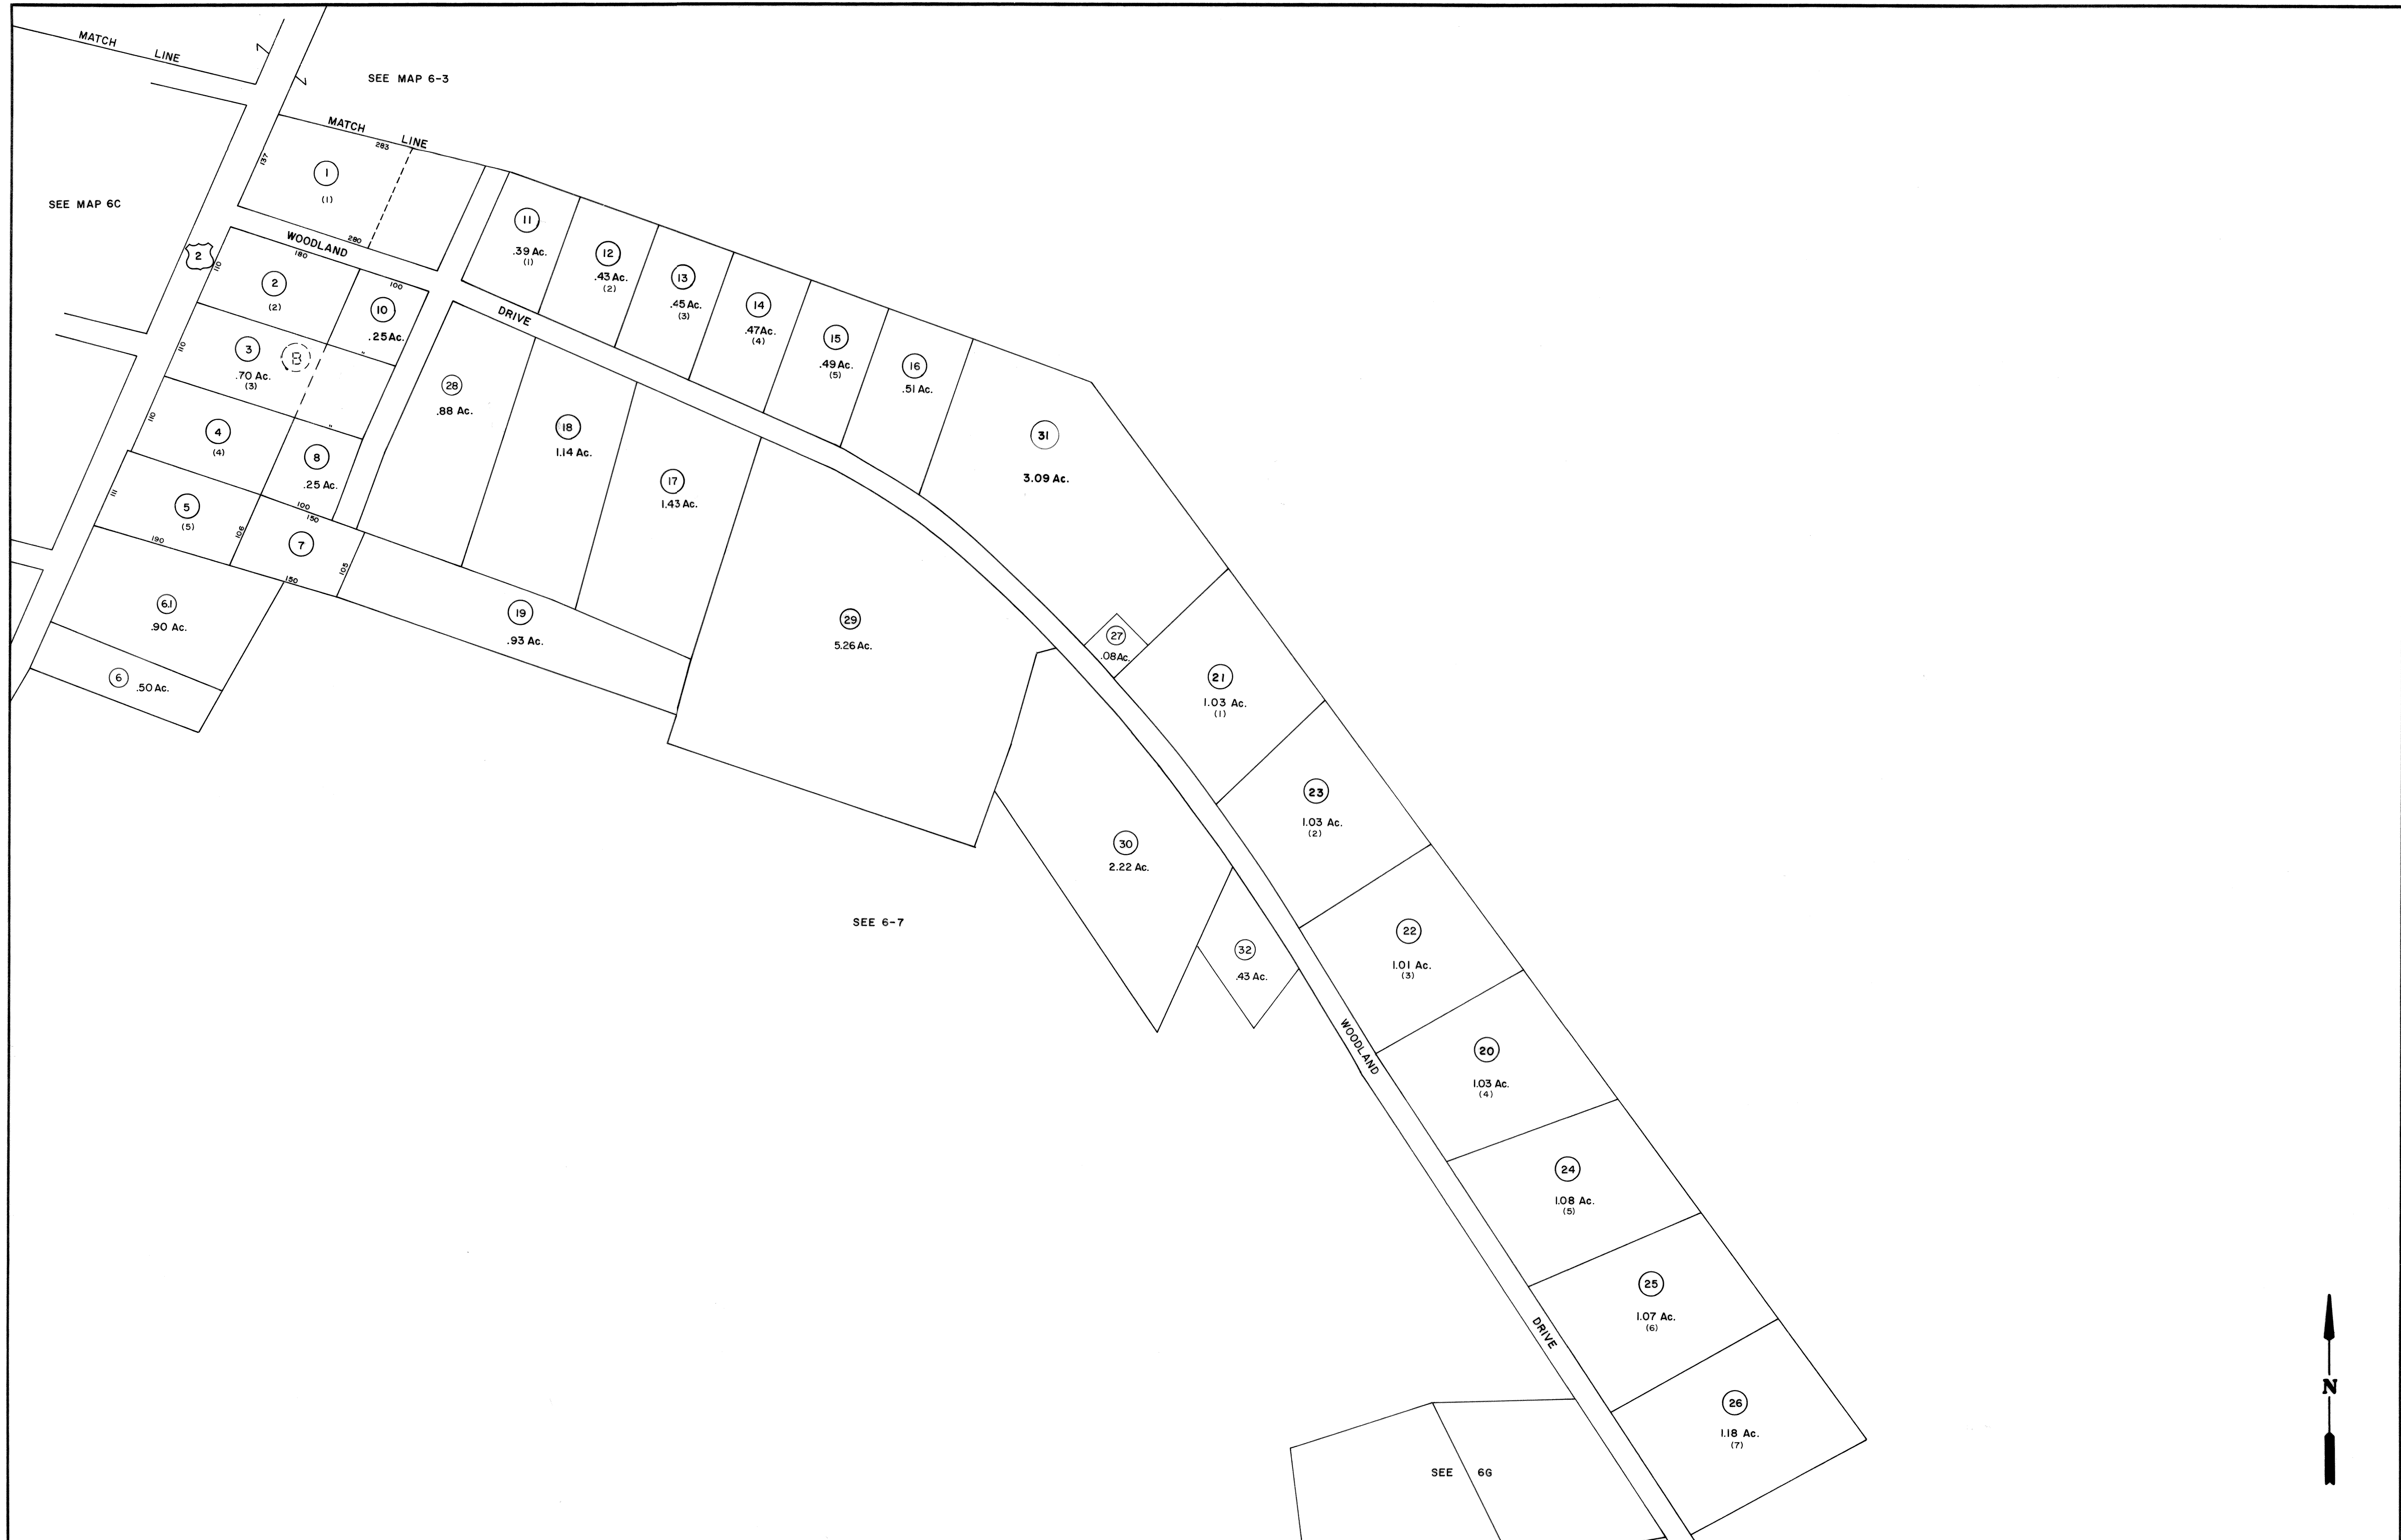 MATCH LINE
SEE MAP 6-3
MATCH LINE
283
137
1
(1)
280
SEE MAP 6C
2
WOODLAND
180
110
2
(2)
100
10
.25 Ac.
"
110
3
.70 Ac.
(3)
8
110
4
(4)
"
8
.25 Ac.
111
5
(5)
100
150
106
7
105
190
150
6.1
.90 Ac.
6
.50 Ac.
DRIVE
11
.39 Ac.
(1)
12
.43 Ac.
(2)
13
.45 Ac.
(3)
14
.47 Ac.
(4)
15
.49 Ac.
(5)
16
.51 Ac.
31
3.09 Ac.
28
.88 Ac.
18
1.14 Ac.
17
1.43 Ac.
19
.93 Ac.
29
5.26 Ac.
27
.08 Ac.
21
1.03 Ac.
(1)
23
1.03 Ac.
(2)
30
2.22 Ac.
SEE 6-7
32
.43 Ac.
22
1.01 Ac.
(3)
WOODLAND
20
1.03 Ac.
(4)
24
1.08 Ac.
(5)
25
1.07 Ac.
(6)
DRIVE
26
1.18 Ac.
(7)
SEE 6G
N